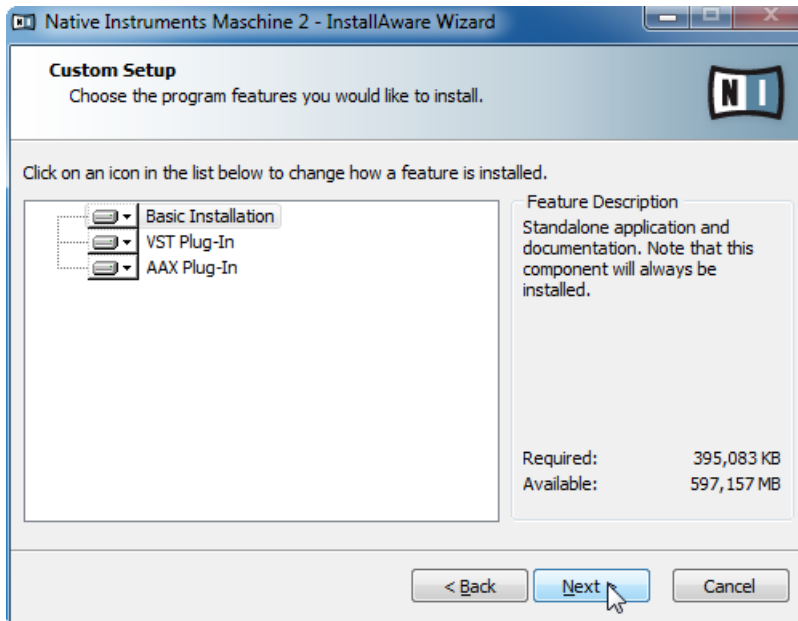 Native Instruments Maschine 2 - InstallAware Wizard
Custom Setup
Choose the program features you would like to install.
N I
Click on an icon in the list below to change how a feature is installed.
Basic Installation
VST Plug-In
AAX Plug-In
Feature Description
Standalone application and
documentation. Note that this
component will always be
installed.
Required: 395,083 KB
Available: 597,157 MB
< Back
Next >
Cancel